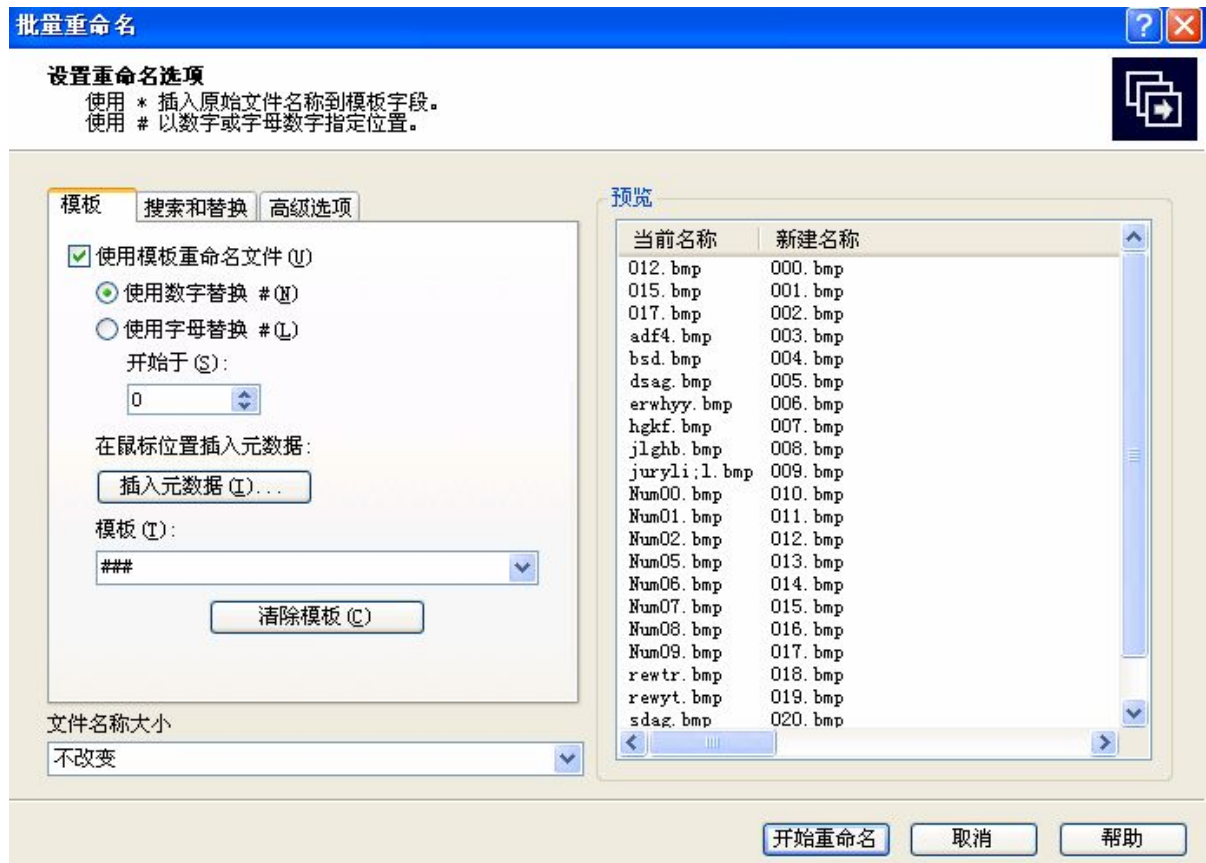 批量重命名
设置重命名选项
使用 * 插入原始文件名称到模板字段。
使用 # 以数字或字母数字指定位置。
模板 搜索和替换 高级选项
使用模板重命名文件(U)
使用数字替换 #(N)
使用字母替换 #(L)
开始于(S):
0
在鼠标位置插入元数据:
插入元数据(I)...
模板(T):
###
清除模板(C)
文件名称大小
不改变
预览
当前名称 新建名称
012.bmp 000.bmp
015.bmp 001.bmp
017.bmp 002.bmp
adf4.bmp 003.bmp
bsd.bmp 004.bmp
dsag.bmp 005.bmp
erwhyy.bmp 006.bmp
hgkf.bmp 007.bmp
jlghb.bmp 008.bmp
juryli;l.bmp 009.bmp
Num00.bmp 010.bmp
Num01.bmp 011.bmp
Num02.bmp 012.bmp
Num05.bmp 013.bmp
Num06.bmp 014.bmp
Num07.bmp 015.bmp
Num08.bmp 016.bmp
Num09.bmp 017.bmp
rewtr.bmp 018.bmp
rewyt.bmp 019.bmp
sdag.bmp 020.bmp
开始重命名 取消 帮助